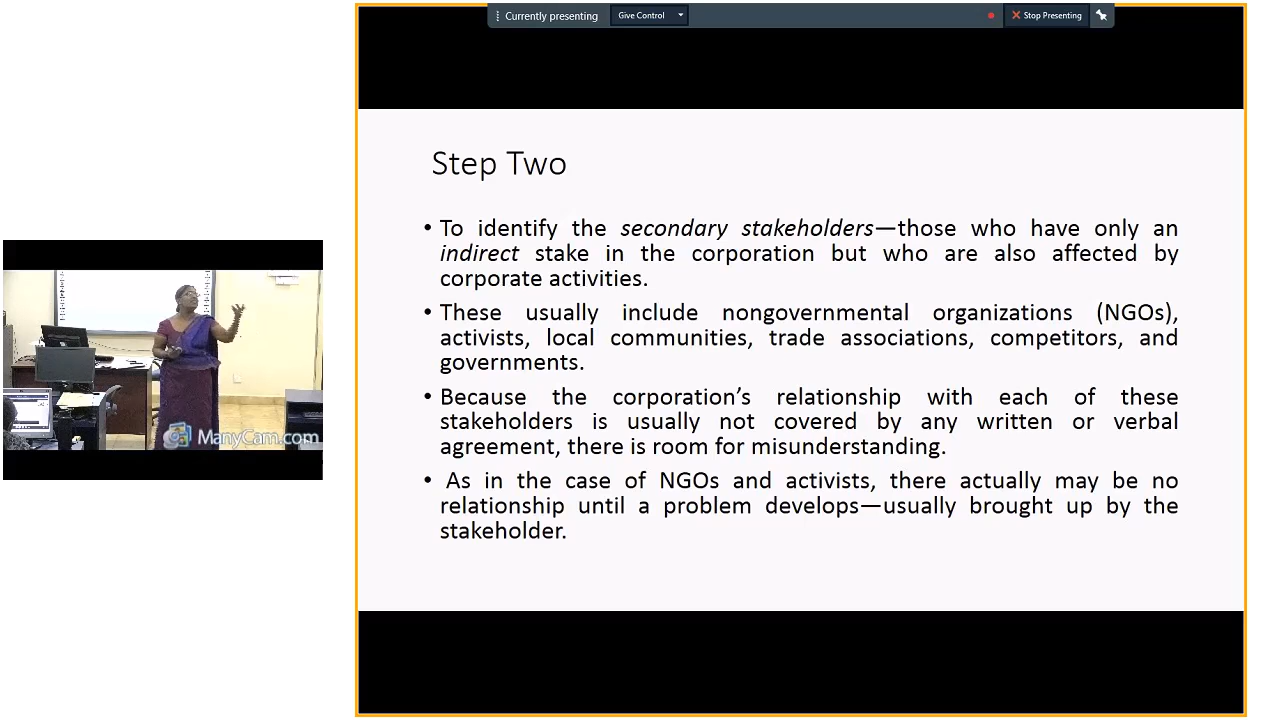 Currently presenting
Give Control
Stop Presenting
Step Two
• To identify the secondary stakeholders—those who have only an
indirect stake in the corporation but who are also affected by
corporate activities.
• These usually include nongovernmental organizations (NGOs),
activists, local communities, trade associations, competitors, and
governments.
• Because the corporation’s relationship with each of these
stakeholders is usually not covered by any written or verbal
agreement, there is room for misunderstanding.
• As in the case of NGOs and activists, there actually may be no
relationship until a problem develops—usually brought up by the
stakeholder.
ManyCam.com